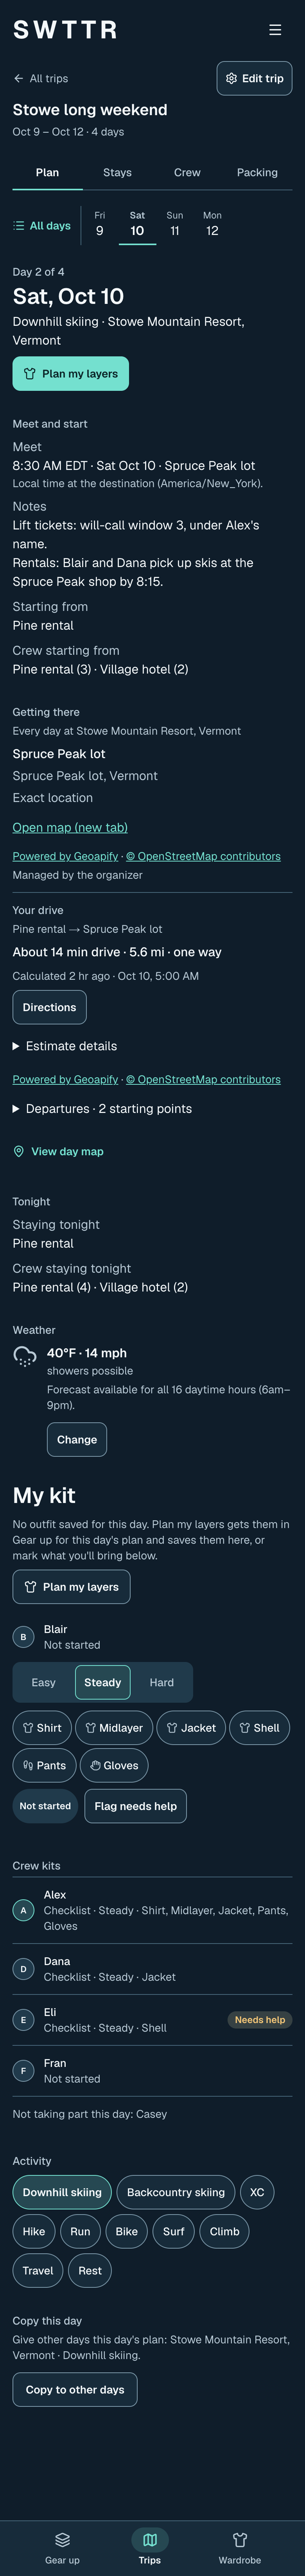 SWTTR
All trips
Edit trip
Stowe long weekend
Oct 9 – Oct 12 · 4 days
Plan
Stays
Crew
Packing
All days
Fri
9
Sat
10
Sun
11
Mon
12
Day 2 of 4
Sat, Oct 10
Downhill skiing · Stowe Mountain Resort,
Vermont
Plan my layers
Meet and start
Meet
8:30 AM EDT · Sat Oct 10 · Spruce Peak lot
Local time at the destination (America/New_York).
Notes
Lift tickets: will-call window 3, under Alex's
name.
Rentals: Blair and Dana pick up skis at the
Spruce Peak shop by 8:15.
Starting from
Pine rental
Crew starting from
Pine rental (3) · Village hotel (2)
Getting there
Every day at Stowe Mountain Resort, Vermont
Spruce Peak lot
Spruce Peak lot, Vermont
Exact location
Open map (new tab)
Powered by Geoapify · © OpenStreetMap contributors
Managed by the organizer
Your drive
Pine rental → Spruce Peak lot
About 14 min drive · 5.6 mi · one way
Calculated 2 hr ago · Oct 10, 5:00 AM
Directions
Estimate details
Powered by Geoapify · © OpenStreetMap contributors
Departures · 2 starting points
View day map
Tonight
Staying tonight
Pine rental
Crew staying tonight
Pine rental (4) · Village hotel (2)
Weather
40°F · 14 mph
showers possible
Forecast available for all 16 daytime hours (6am–
9pm).
Change
My kit
No outfit saved for this day. Plan my layers gets them in
Gear up for this day's plan and saves them here, or
mark what you'll bring below.
Plan my layers
B
Blair
Not started
Easy
Steady
Hard
Shirt
Midlayer
Jacket
Shell
Pants
Gloves
Not started
Flag needs help
Crew kits
A
Alex
Checklist · Steady · Shirt, Midlayer, Jacket, Pants,
Gloves
D
Dana
Checklist · Steady · Jacket
E
Eli
Checklist · Steady · Shell
Needs help
F
Fran
Not started
Not taking part this day: Casey
Activity
Downhill skiing
Backcountry skiing
XC
Hike
Run
Bike
Surf
Climb
Travel
Rest
Copy this day
Give other days this day's plan: Stowe Mountain Resort,
Vermont · Downhill skiing.
Copy to other days
Gear up
Trips
Wardrobe